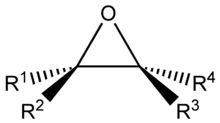 O
R¹ R⁴
R² R³